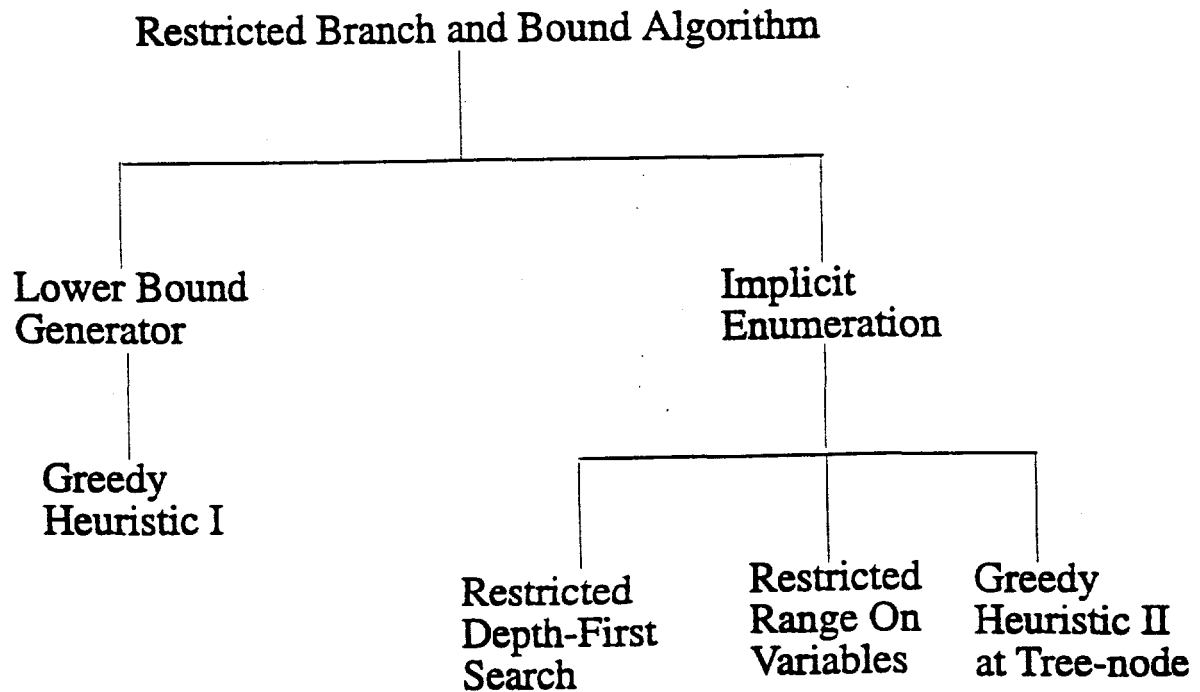 Restricted Branch and Bound Algorithm
Lower Bound
Generator
Implicit
Enumeration
Greedy
Heuristic I
Restricted
Depth-First
Search
Restricted
Range On
Variables
Greedy
Heuristic II
at Tree-node